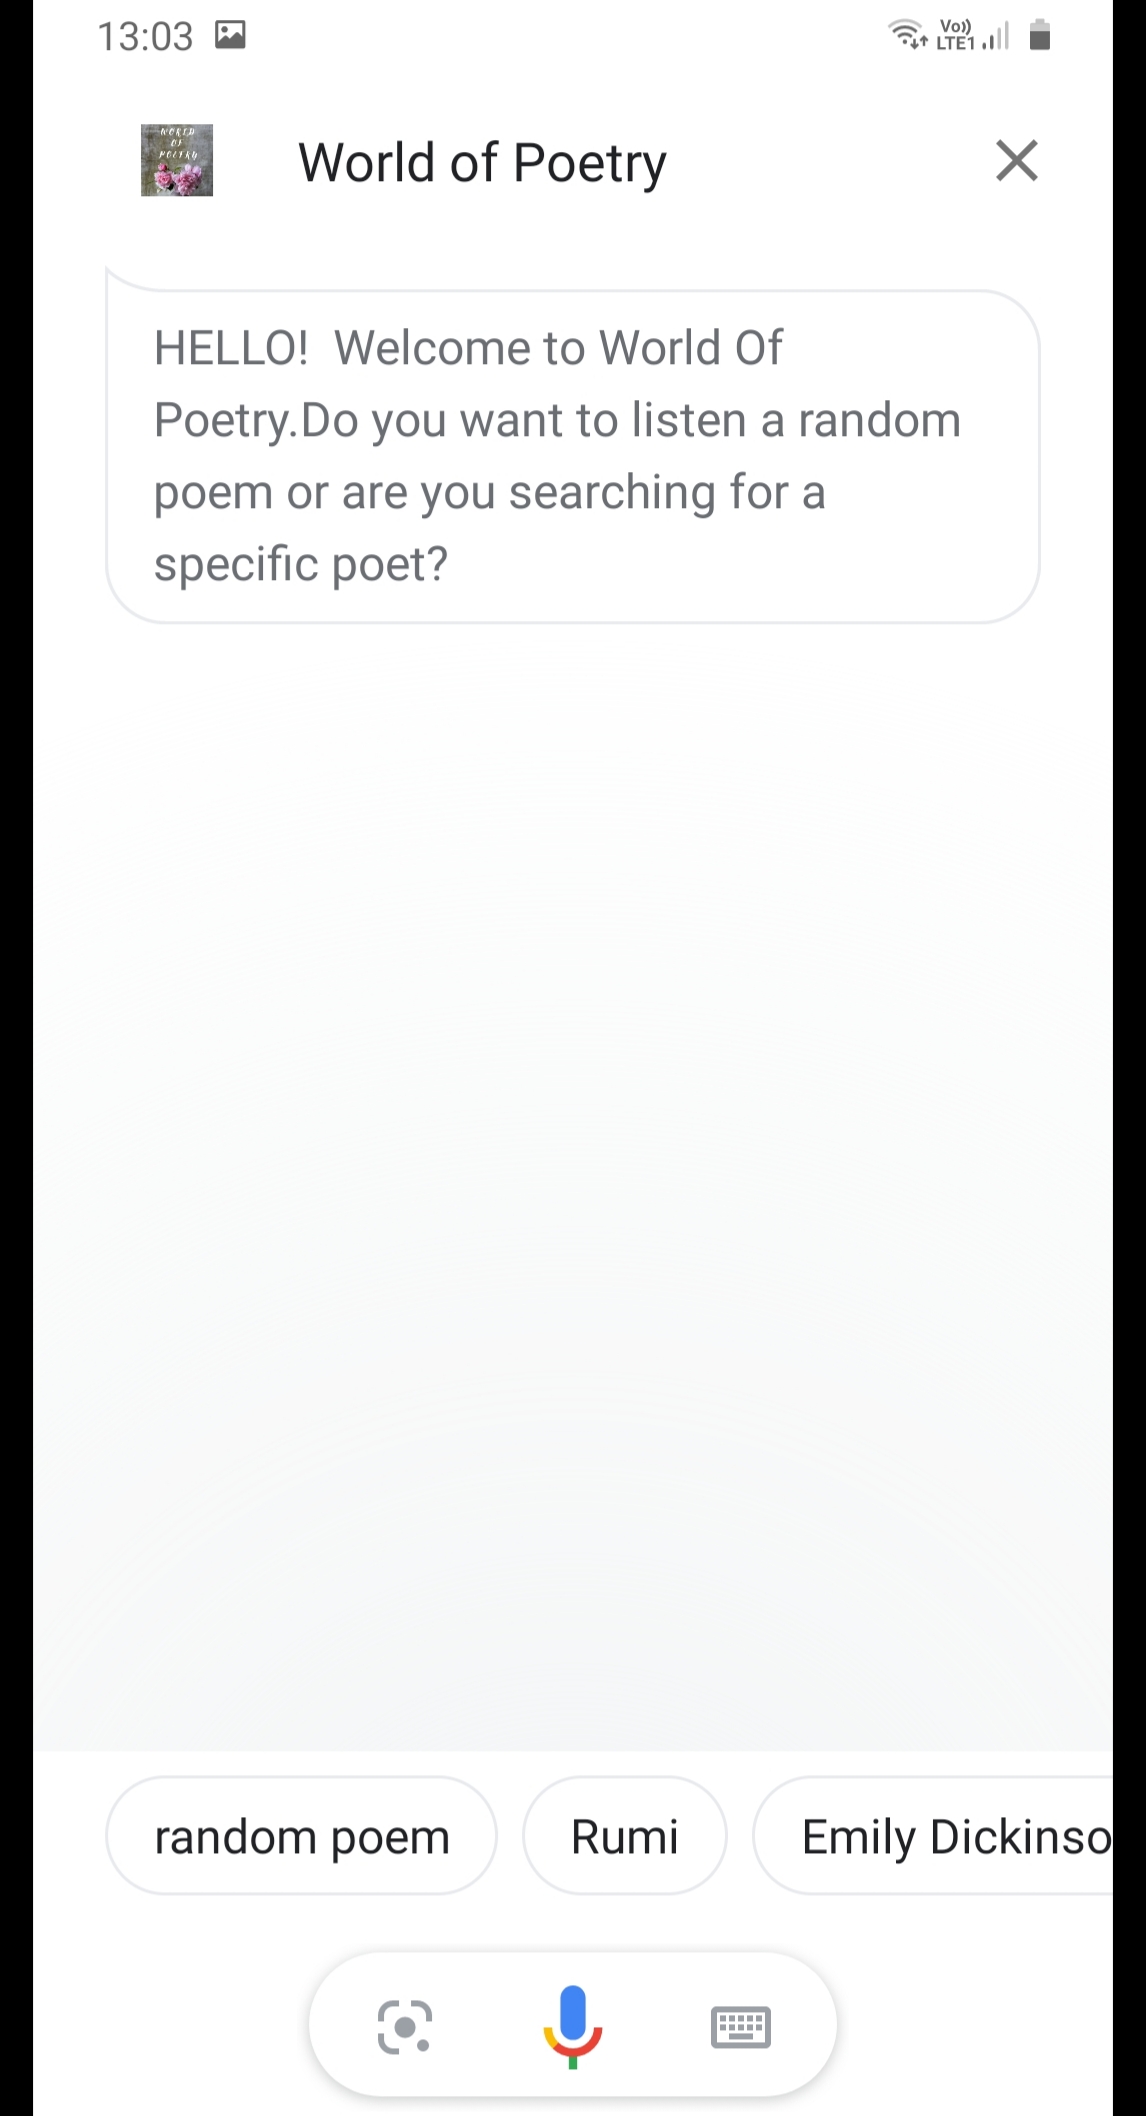 13:03
Vo))
LTE1
WORLD
OF
POETRY
World of Poetry
HELLO!  Welcome to World Of
Poetry.Do you want to listen a random
poem or are you searching for a
specific poet?
random poem
Rumi
Emily Dickinso